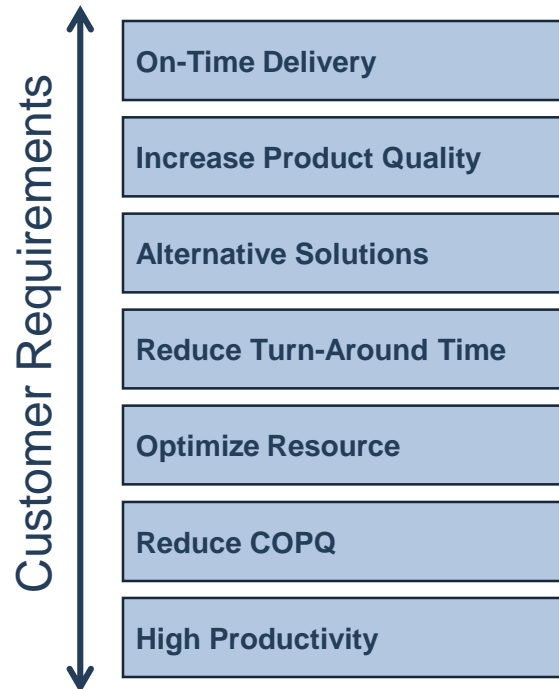 Customer Requirements
On-Time Delivery
Increase Product Quality
Alternative Solutions
Reduce Turn-Around Time
Optimize Resource
Reduce COPQ
High Productivity